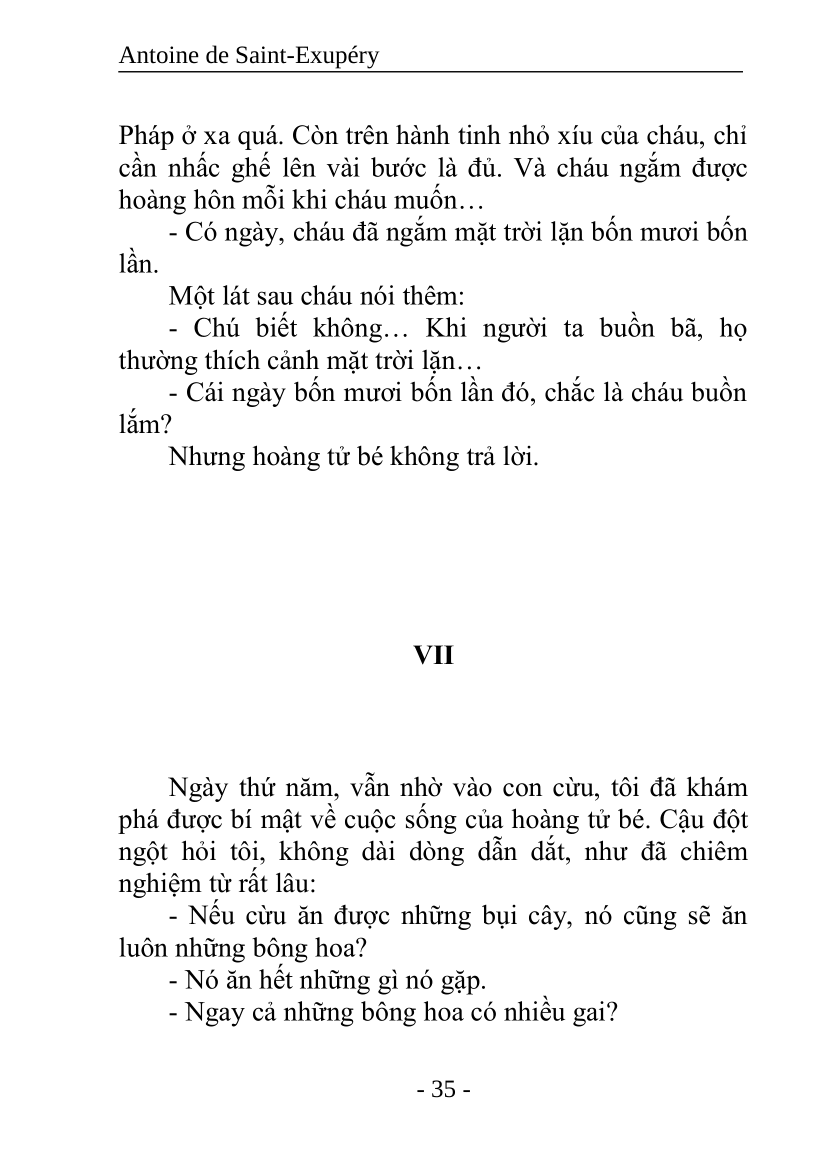 Antoine de Saint-Exupéry
Pháp ở xa quá. Còn trên hành tinh nhỏ xíu của cháu, chỉ
cần nhấc ghế lên vài bước là đủ. Và cháu ngắm được
hoàng hôn mỗi khi cháu muốn…
- Có ngày, cháu đã ngắm mặt trời lặn bốn mươi bốn
lần.
Một lát sau cháu nói thêm:
- Chú biết không… Khi người ta buồn bã, họ
thường thích cảnh mặt trời lặn…
- Cái ngày bốn mươi bốn lần đó, chắc là cháu buồn
lắm?
Nhưng hoàng tử bé không trả lời.
VII
Ngày thứ năm, vẫn nhờ vào con cừu, tôi đã khám
phá được bí mật về cuộc sống của hoàng tử bé. Cậu đột
ngột hỏi tôi, không dài dòng dẫn dắt, như đã chiêm
nghiệm từ rất lâu:
- Nếu cừu ăn được những bụi cây, nó cũng sẽ ăn
luôn những bông hoa?
- Nó ăn hết những gì nó gặp.
- Ngay cả những bông hoa có nhiều gai?
- 35 -